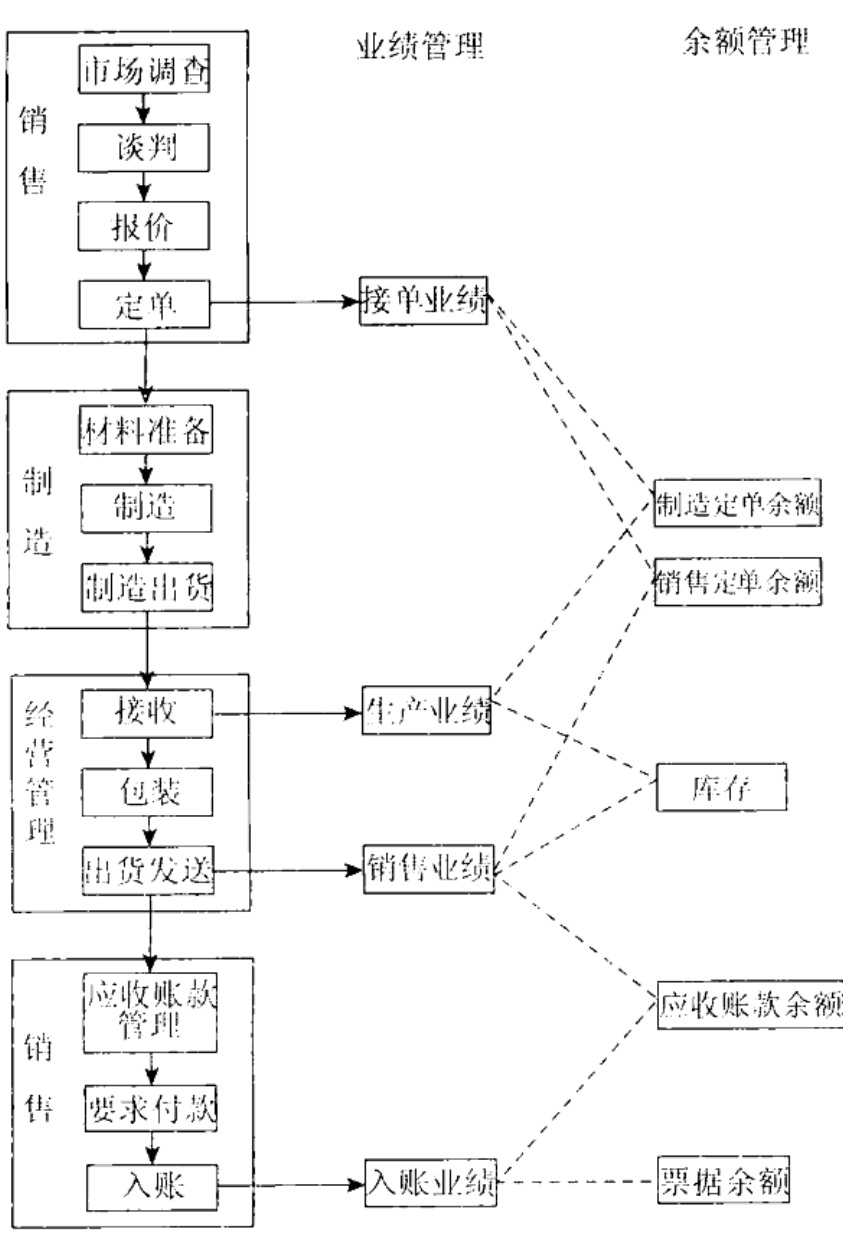 业绩管理
余额管理
销售
市场调查
谈判
报价
定单
接单业绩
制造
材料准备
制造
制造出货
制造定单余额
销售定单余额
经营管理
接收
包装
出货发送
生产业绩
销售业绩
库存
销售
应收账款
管理
要求付款
入账
应收账款余额
入账业绩
票据余额